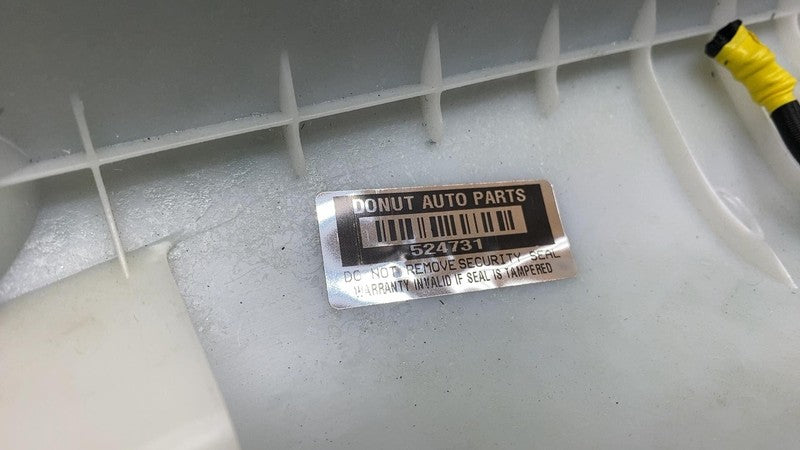 DONUT AUTO PARTS
524731
DO NOT REMOVE SECURITY SEAL
WARRANTY INVALID IF SEAL IS TAMPERED